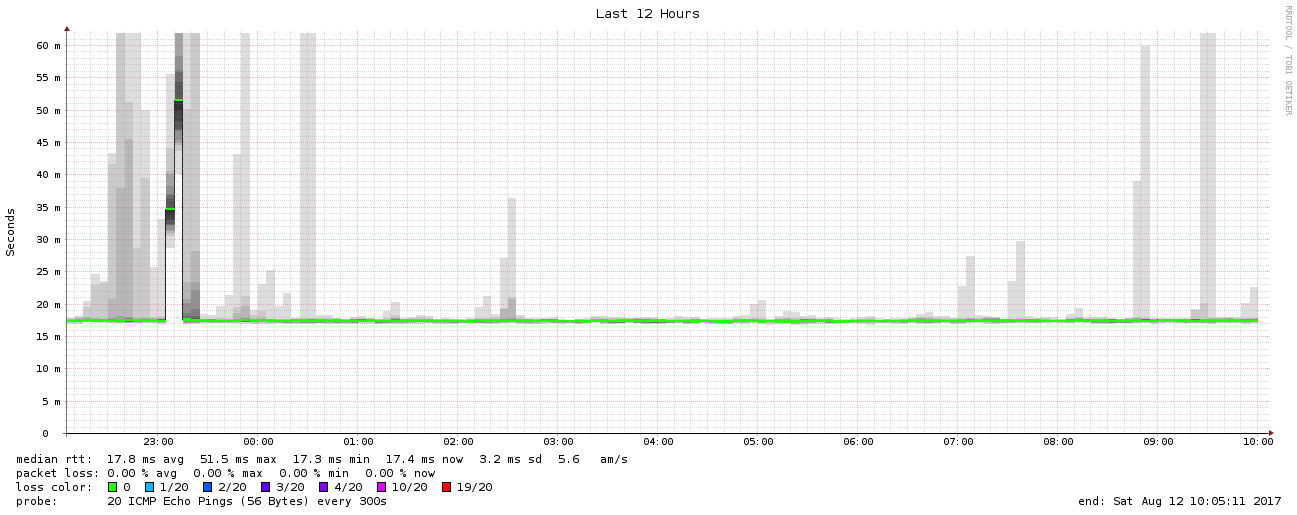 Last 12 Hours
RRDTOOL / TOBI OETIKER
Seconds
60 m
55 m
50 m
45 m
40 m
35 m
30 m
25 m
20 m
15 m
10 m
5 m
0
23:00 00:00 01:00 02:00 03:00 04:00 05:00 06:00 07:00 08:00 09:00 10:00
median rtt: 17.8 ms avg 51.5 ms max 17.3 ms min 17.4 ms now 3.2 ms sd 5.6 am/s
packet loss: 0.00 % avg 0.00 % max 0.00 % min 0.00 % now
loss color: 0 1/20 2/20 3/20 4/20 10/20 19/20
probe: 20 ICMP Echo Pings (56 Bytes) every 300s end: Sat Aug 12 10:05:11 2017